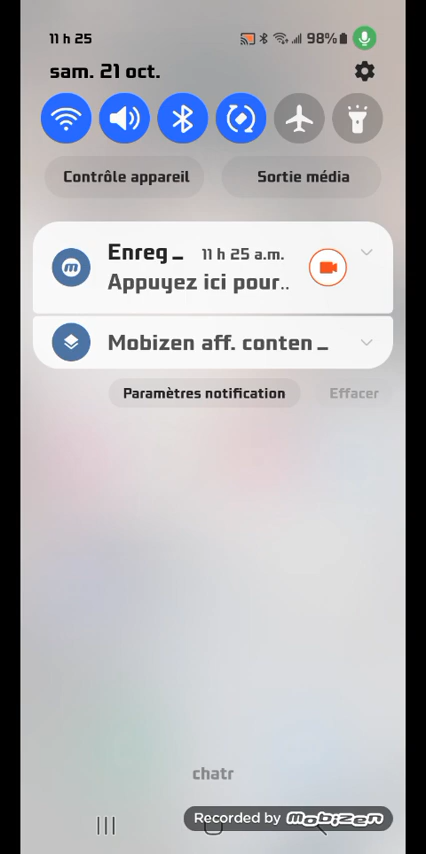 11 h 25 98%
sam. 21 oct.
Contrôle appareil Sortie média
Enreg _ 11 h 25 a.m.
Appuyez ici pour..
Mobizen aff. conten _
Paramètres notification Effacer
chatr
Recorded by Mobizen